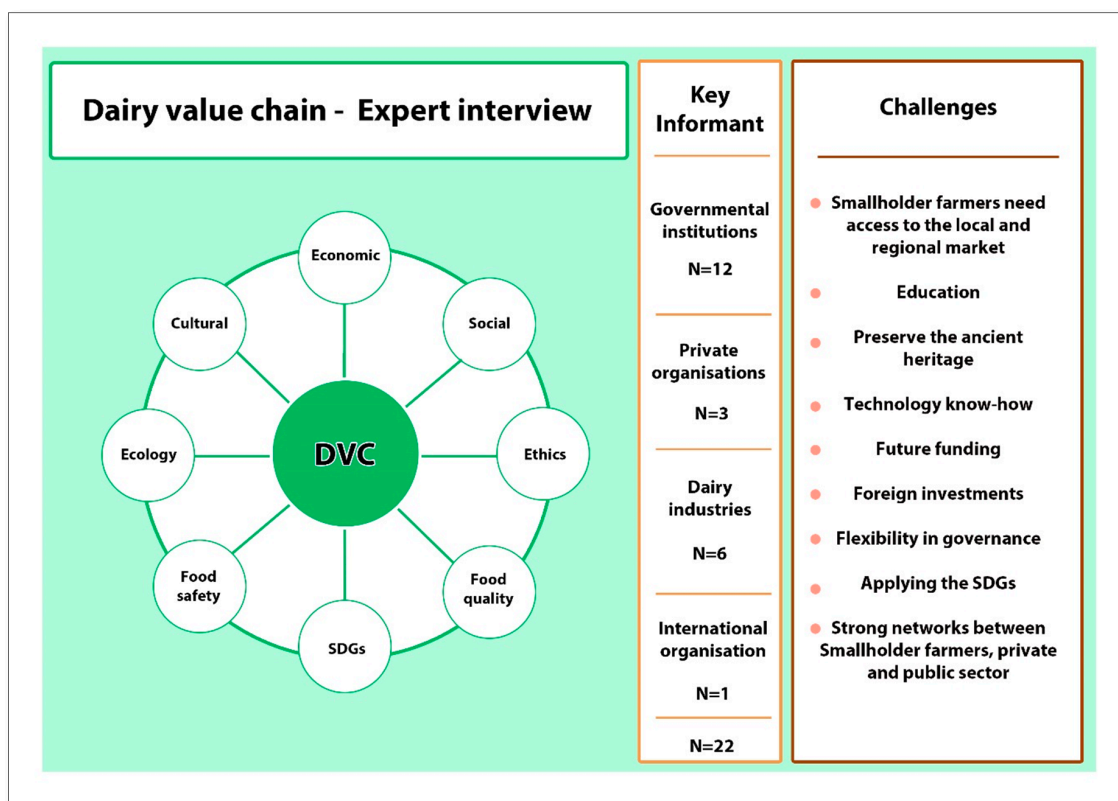 Dairy value chain -  Expert interview
Economic
Social
Ethics
Food
quality
SDGs
Food
safety
Ecology
Cultural
DVC
Key
Informant
Governmental
institutions
N=12
Private
organisations
N=3
Dairy
industries
N=6
International
organisation
N=1
N=22
Challenges
Smallholder farmers need
access to the local and
regional market
Education
Preserve the ancient
heritage
Technology know-how
Future funding
Foreign investments
Flexibility in governance
Applying the SDGs
Strong networks between
Smallholder farmers, private
and public sector